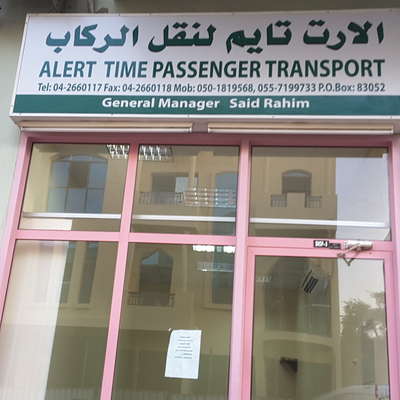 الارت تايم لنقل الركاب
ALERT TIME PASSENGER TRANSPORT
Tel: 04-2660117 Fax: 04-2660118 Mob: 050-1819568, 055-7199733 P.O.Box: 83052
General Manager Said Rahim